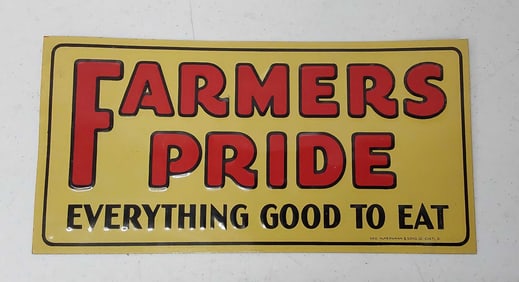 FARMERS
PRIDE
EVERYTHING GOOD TO EAT